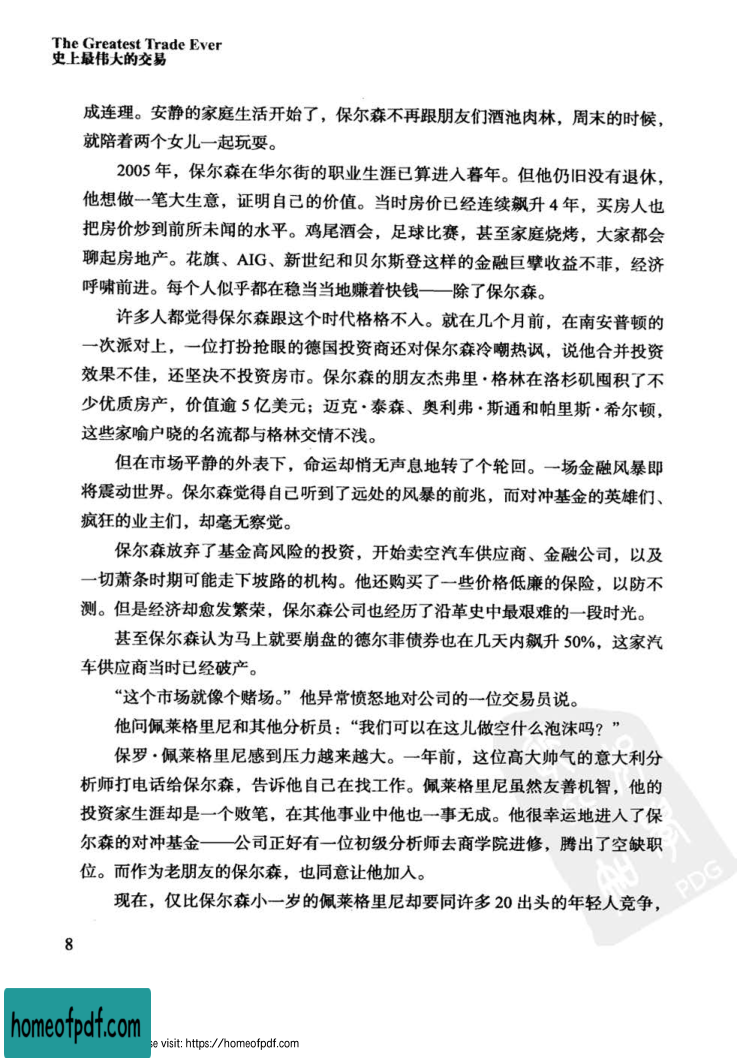 The Greatest Trade Ever
史上最伟大的交易
成连理。安静的家庭生活开始了，保尔森不再跟朋友们酒池肉林，周末的时候，
就陪着两个女儿一起玩耍。
2005 年，保尔森在华尔街的职业生涯已算进入暮年。但他仍旧没有退休，
他想做一笔大生意，证明自己的价值。当时房价已经连续飙升 4 年，买房人也
把房价炒到前所未闻的水平。鸡尾酒会，足球比赛，甚至家庭烧烤，大家都会
聊起房地产。花旗、AIG、新世纪和贝尔斯登这样的金融巨擘收益不菲，经济
呼啸前进。每个人似乎都在稳当当地赚着快钱——除了保尔森。
许多人都觉得保尔森跟这个时代格格不入。就在几个月前，在南安普顿的
一次派对上，一位打扮抢眼的德国投资商还对保尔森冷嘲热讽，说他合并投资
效果不佳，还坚决不投资房市。保尔森的朋友杰弗里·格林在洛杉矶囤积了不
少优质房产，价值逾 5 亿美元；迈克·泰森、奥利弗·斯通和帕里斯·希尔顿，
这些家喻户晓的名流都与格林交情不浅。
但在市场平静的外表下，命运却悄无声息地转了个轮回。一场金融风暴即
将震动世界。保尔森觉得自己听到了远处的风暴的前兆，而对冲基金的英雄们、
疯狂的业主们，却毫无察觉。
保尔森放弃了基金高风险的投资，开始卖空汽车供应商、金融公司，以及
一切萧条时期可能走下坡路的机构。他还购买了一些价格低廉的保险，以防不
测。但是经济却愈发繁荣，保尔森公司也经历了沿革史中最艰难的一段时光。
甚至保尔森认为马上就要崩盘的德尔菲债券也在几天内飙升 50%，这家汽
车供应商当时已经破产。
“这个市场就像个赌场。”他异常愤怒地对公司的一位交易员说。
他问佩莱格里尼和其他分析员：“我们可以在这儿做空什么泡沫吗？”
保罗·佩莱格里尼感到压力越来越大。一年前，这位高大帅气的意大利分
析师打电话给保尔森，告诉他自己在找工作。佩莱格里尼虽然友善机智，他的
投资家生涯却是一个败笔，在其他事业中他也一事无成。他很幸运地进入了保
尔森的对冲基金——公司正好有一位初级分析师去商学院进修，腾出了空缺职
位。而作为老朋友的保尔森，也同意让他加入。
现在，仅比保尔森小一岁的佩莱格里尼却要同许多 20 出头的年轻人竞争，
PDG
8
homeofpdf.com
se visit: https://homeofpdf.com